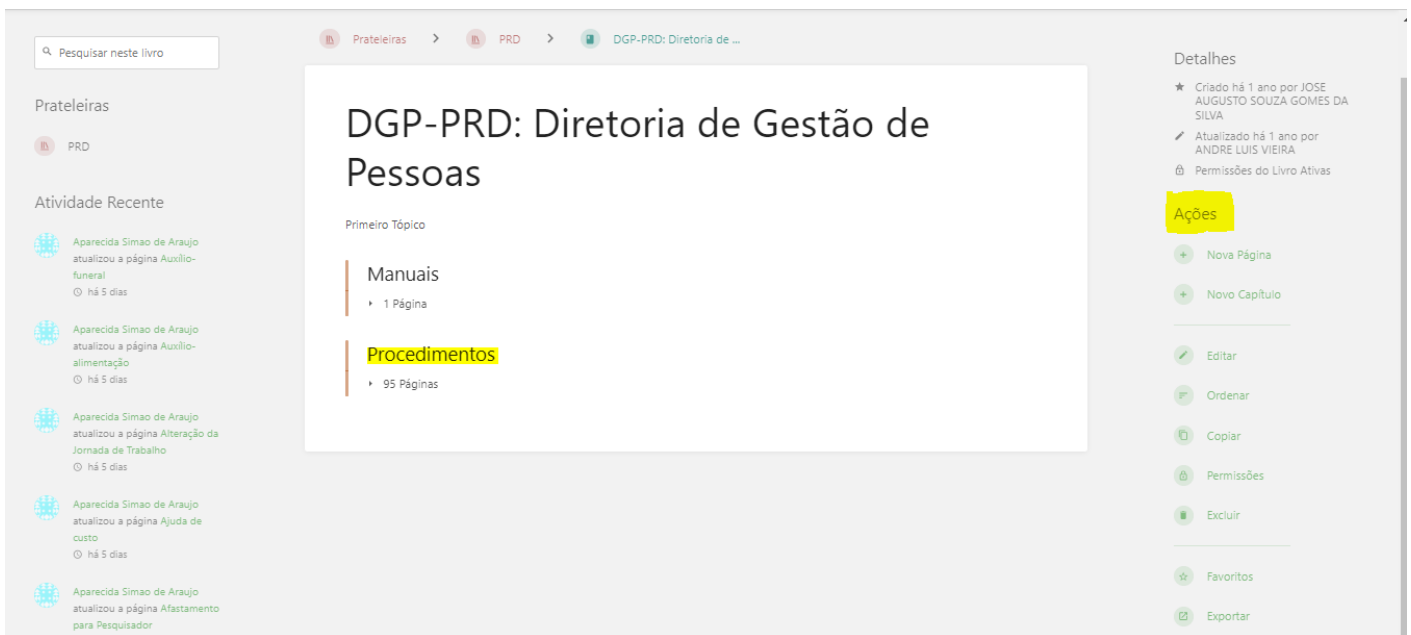 Pesquisar neste livro
Prateleiras
PRD
Atividade Recente
Aparecida Simao de Araujo
atualizou a página Auxílio-
funeral
há 5 dias
Aparecida Simao de Araujo
atualizou a página Auxílio-
alimentação
há 5 dias
Aparecida Simao de Araujo
atualizou a página Alteração da
Jornada de Trabalho
há 5 dias
Aparecida Simao de Araujo
atualizou a página Ajuda de
custo
há 5 dias
Aparecida Simao de Araujo
atualizou a página Afastamento
para Pesquisador
Prateleiras > PRD > DGP-PRD: Diretoria de ...
DGP-PRD: Diretoria de Gestão de
Pessoas
Primeiro Tópico
Manuais
1 Página
Procedimentos
95 Páginas
Detalhes
Criado há 1 ano por JOSE
AUGUSTO SOUZA GOMES DA
SILVA
Atualizado há 1 ano por
ANDRE LUIS VIEIRA
Permissões do Livro Ativas
Ações
Nova Página
Novo Capítulo
Editar
Ordenar
Copiar
Permissões
Excluir
Favoritos
Exportar